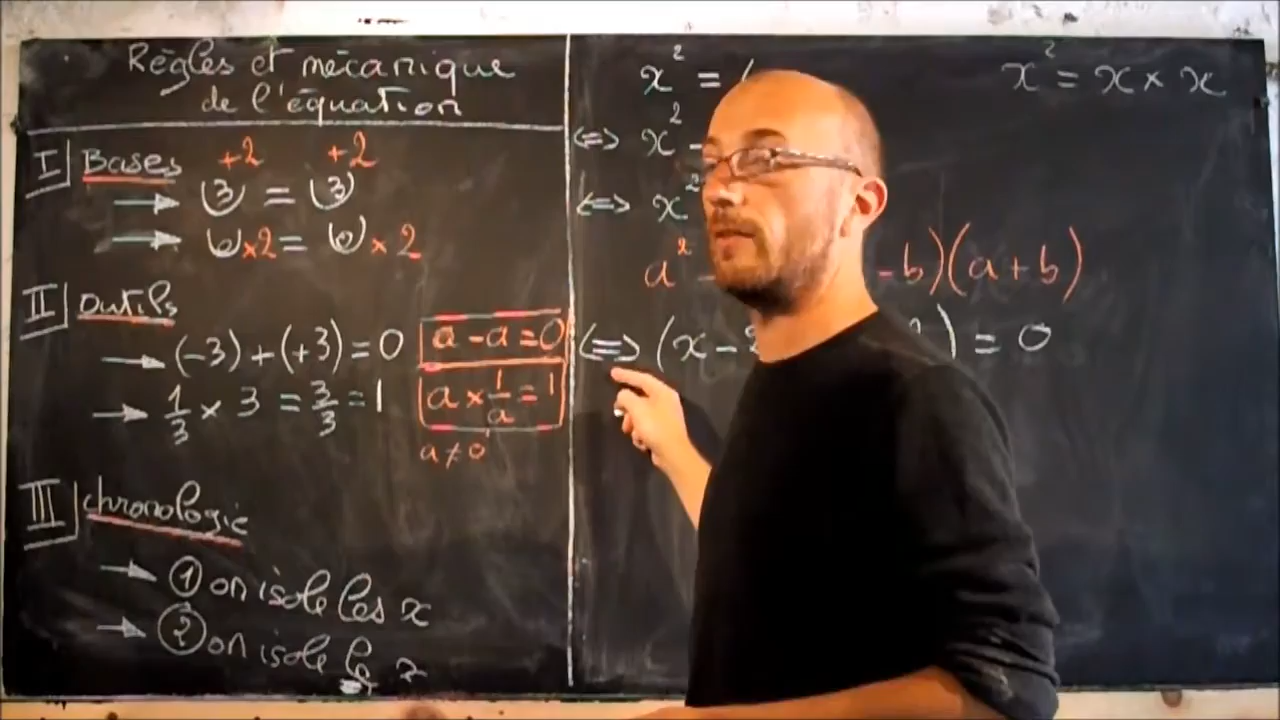 Règles et mécanique
de l'équation
I Bases +2 +2
→ 3 = 3
→ 6 ×2 = 6 × 2
II Outils
→ (-3) + (+3) = 0
→ 1/3 × 3 = 3/3 = 1
a - a = 0
a × 1/a = 1
a ≠ 0
III chronologie
→ ① on isole les x
→ ② on isole le
x² =
x² = x × x
<=> x² -
<=> x²
a² - - b)(a + b)
<=> (x - ) = 0